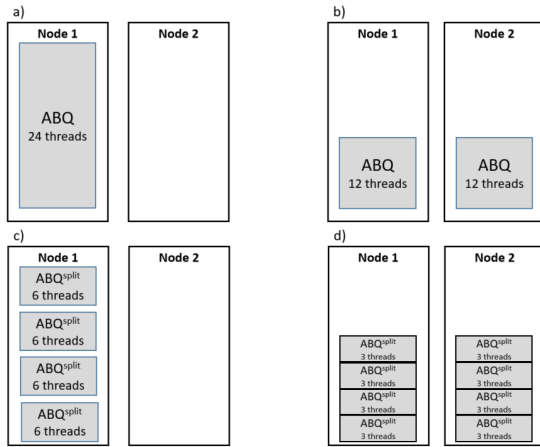 a)
Node 1
Node 2
ABQ
24 threads
b)
Node 1
Node 2
ABQ
12 threads
ABQ
12 threads
c)
Node 1
Node 2
ABQsplit
6 threads
ABQsplit
6 threads
ABQsplit
6 threads
ABQsplit
6 threads
d)
Node 1
Node 2
ABQsplit
3 threads
ABQsplit
3 threads
ABQsplit
3 threads
ABQsplit
3 threads
ABQsplit
3 threads
ABQsplit
3 threads
ABQsplit
3 threads
ABQsplit
3 threads